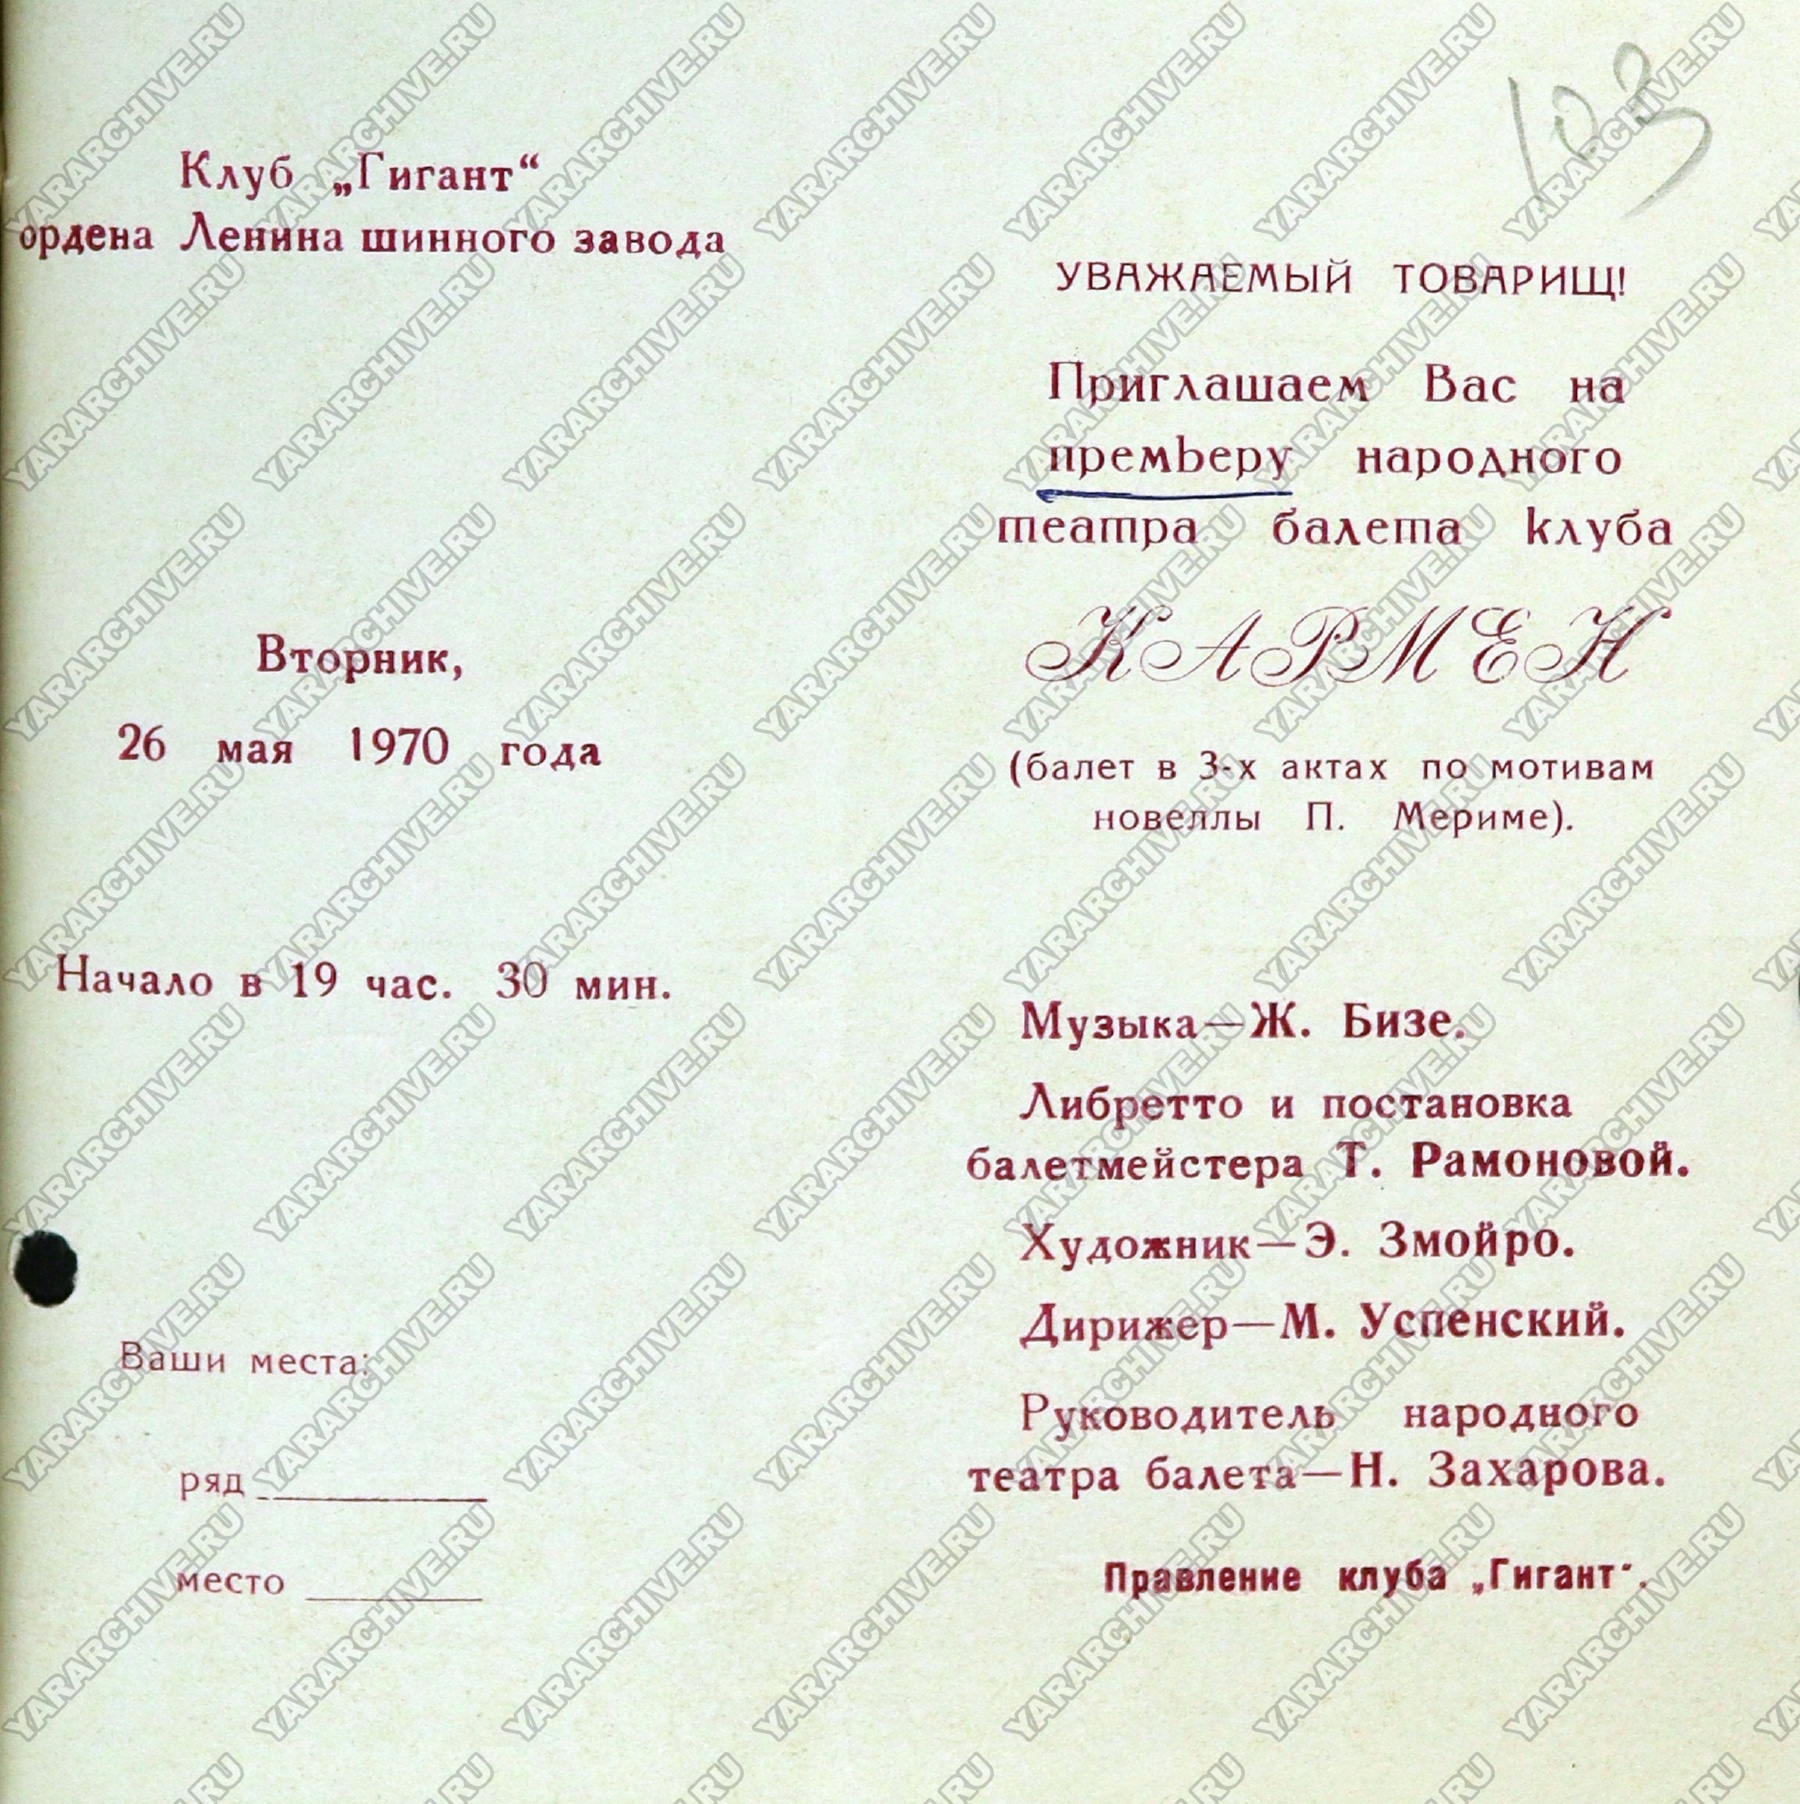 Клуб „Гигант“
ордена Ленина шинного завода
Вторник,
26 мая 1970 года
Начало в 19 час. 30 мин.
Ваши места:
ряд
место
103
УВАЖАЕМЫЙ ТОВАРИЩ!
Приглашаем Вас на
премьеру народного
театра балета клуба
КАРМЕН
(балет в 3-х актах по мотивам
новеллы П. Мериме).
Музыка—Ж. Бизе.
Либретто и постановка
балетмейстера Т. Рамоновой.
Художник—Э. Змойро.
Дирижер—М. Успенский.
Руководитель народного
театра балета—Н. Захарова.
Правление клуба „Гигант".
YARARCHIVE.RU